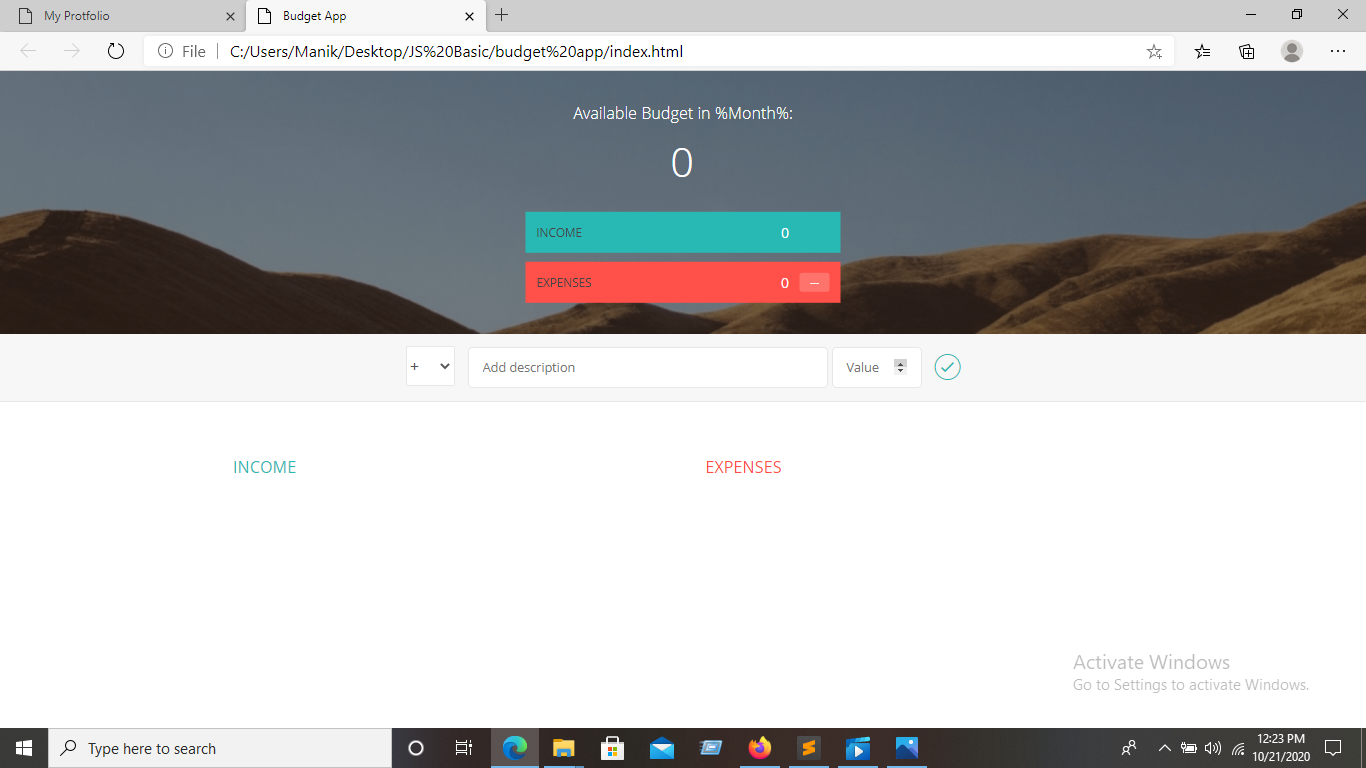 My Protfolio
Budget App
File
C:/Users/Manik/Desktop/JS%20Basic/budget%20app/index.html
Available Budget in %Month%:
0
INCOME 0
EXPENSES 0 ---
+ Add description Value
INCOME EXPENSES
Activate Windows
Go to Settings to activate Windows.
Type here to search
12:23 PM
10/21/2020